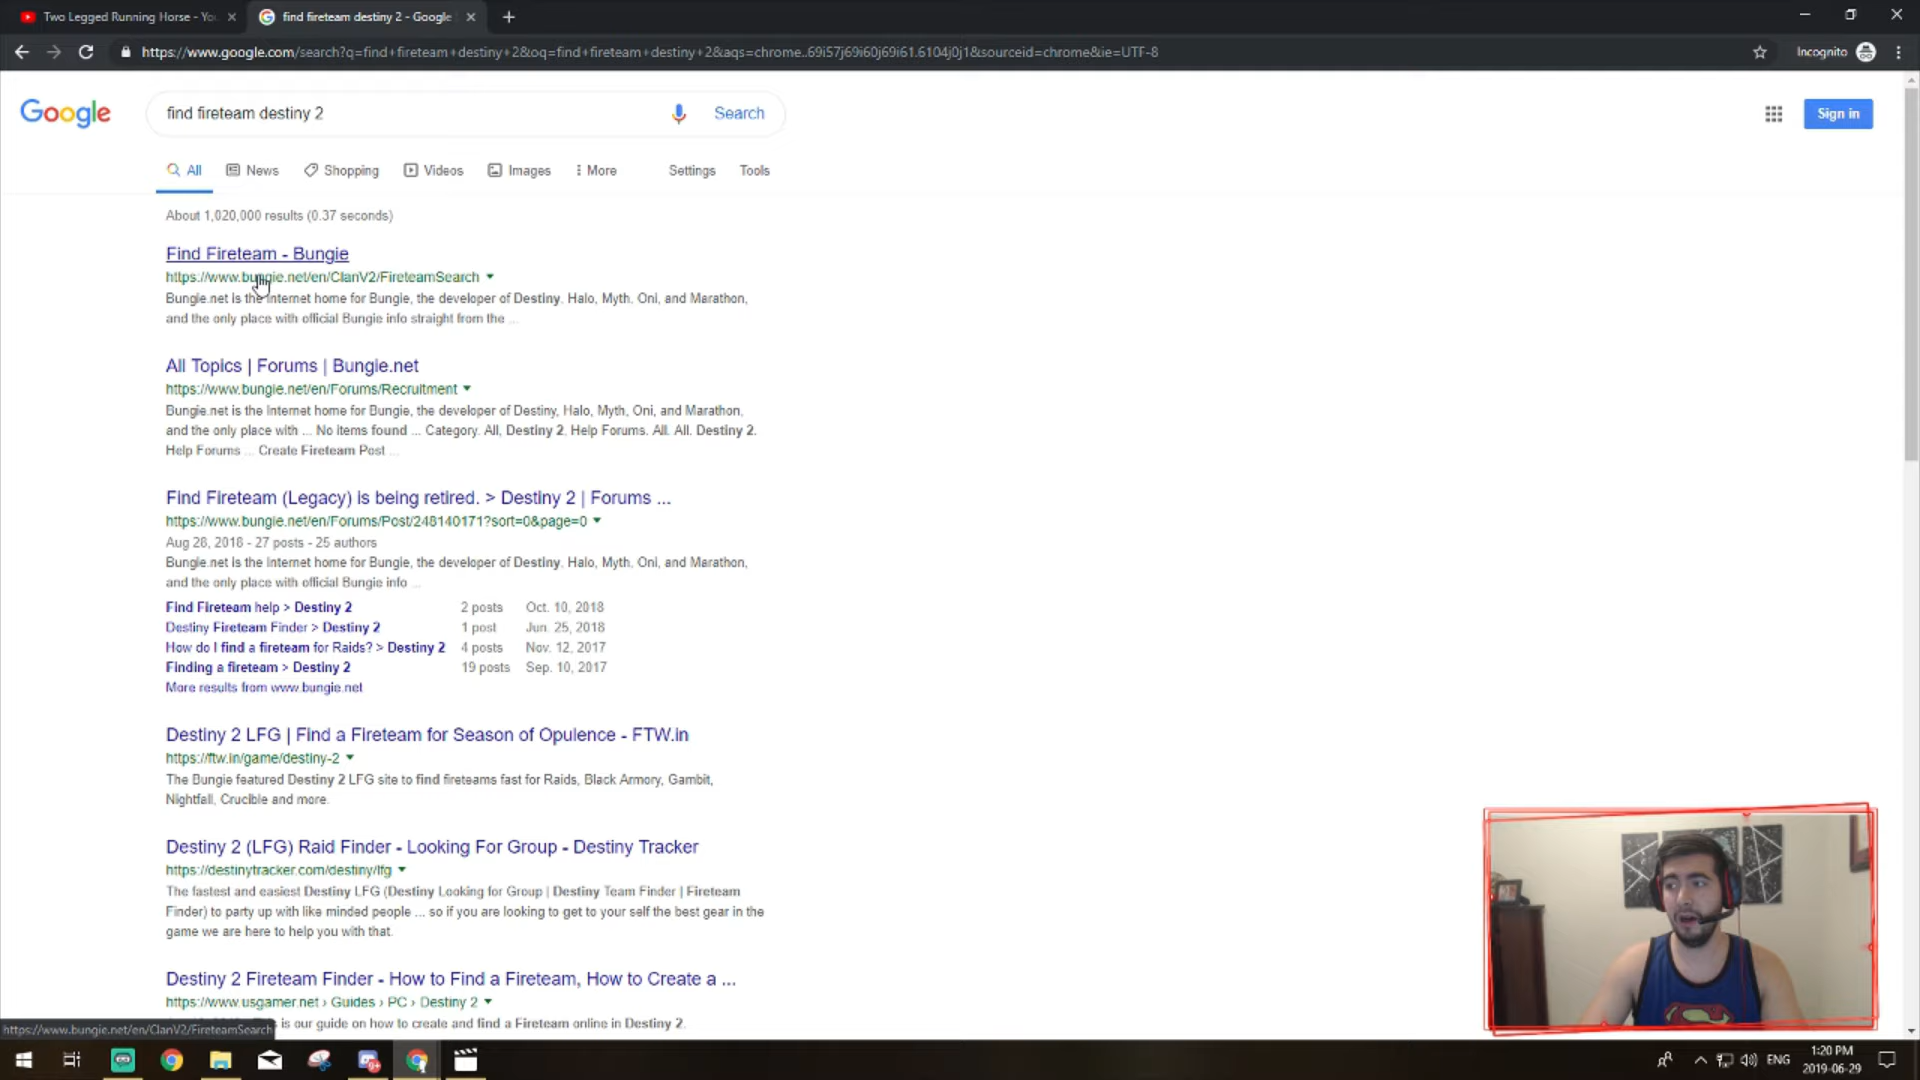 Two Legged Running Horse - Yo
find fireteam destiny 2 - Google
https://www.google.com/search?q=find+fireteam+destiny+2&oq=find+fireteam+destiny+2&aqs=chrome..69i57j69i60j69i61.6104j0j1&sourceid=chrome&ie=UTF-8
Incognito
Google
find fireteam destiny 2
Search
Sign in
All
News
Shopping
Videos
Images
More
Settings
Tools
About 1,020,000 results (0.37 seconds)
Find Fireteam - Bungie
https://www.bungie.net/en/ClanV2/FireteamSearch
Bungie.net is the Internet home for Bungie, the developer of Destiny, Halo, Myth, Oni, and Marathon,
and the only place with official Bungie info straight from the ...
All Topics | Forums | Bungie.net
https://www.bungie.net/en/Forums/Recruitment
Bungie.net is the Internet home for Bungie, the developer of Destiny, Halo, Myth, Oni, and Marathon,
and the only place with ... No items found ... Category. All, Destiny 2, Help Forums. All. All. Destiny 2.
Help Forums ... Create Fireteam Post ...
Find Fireteam (Legacy) is being retired. > Destiny 2 | Forums ...
https://www.bungie.net/en/Forums/Post/248140171?sort=0&page=0
Aug 28, 2018 - 27 posts - 25 authors
Bungie.net is the Internet home for Bungie, the developer of Destiny, Halo, Myth, Oni, and Marathon,
and the only place with official Bungie info ...
Find Fireteam help > Destiny 2 2 posts Oct. 10, 2018
Destiny Fireteam Finder > Destiny 2 1 post Jun. 25, 2018
How do I find a fireteam for Raids? > Destiny 2 4 posts Nov. 12, 2017
Finding a fireteam > Destiny 2 19 posts Sep. 10, 2017
More results from www.bungie.net
Destiny 2 LFG | Find a Fireteam for Season of Opulence - FTW.in
https://ftw.in/game/destiny-2
The Bungie featured Destiny 2 LFG site to find fireteams fast for Raids, Black Armory, Gambit,
Nightfall, Crucible and more.
Destiny 2 (LFG) Raid Finder - Looking For Group - Destiny Tracker
https://destinytracker.com/destiny/lfg
The fastest and easiest Destiny LFG (Destiny Looking for Group | Destiny Team Finder | Fireteam
Finder) to party up with like minded people ... so if you are looking to get to your self the best gear in the
game we are here to help you with that.
Destiny 2 Fireteam Finder - How to Find a Fireteam, How to Create a ...
https://www.usgamer.net › Guides › PC › Destiny 2
is our guide on how to create and find a Fireteam online in Destiny 2.
https://www.bungie.net/en/ClanV2/FireteamSearch
ENG
1:20 PM
2019-06-29